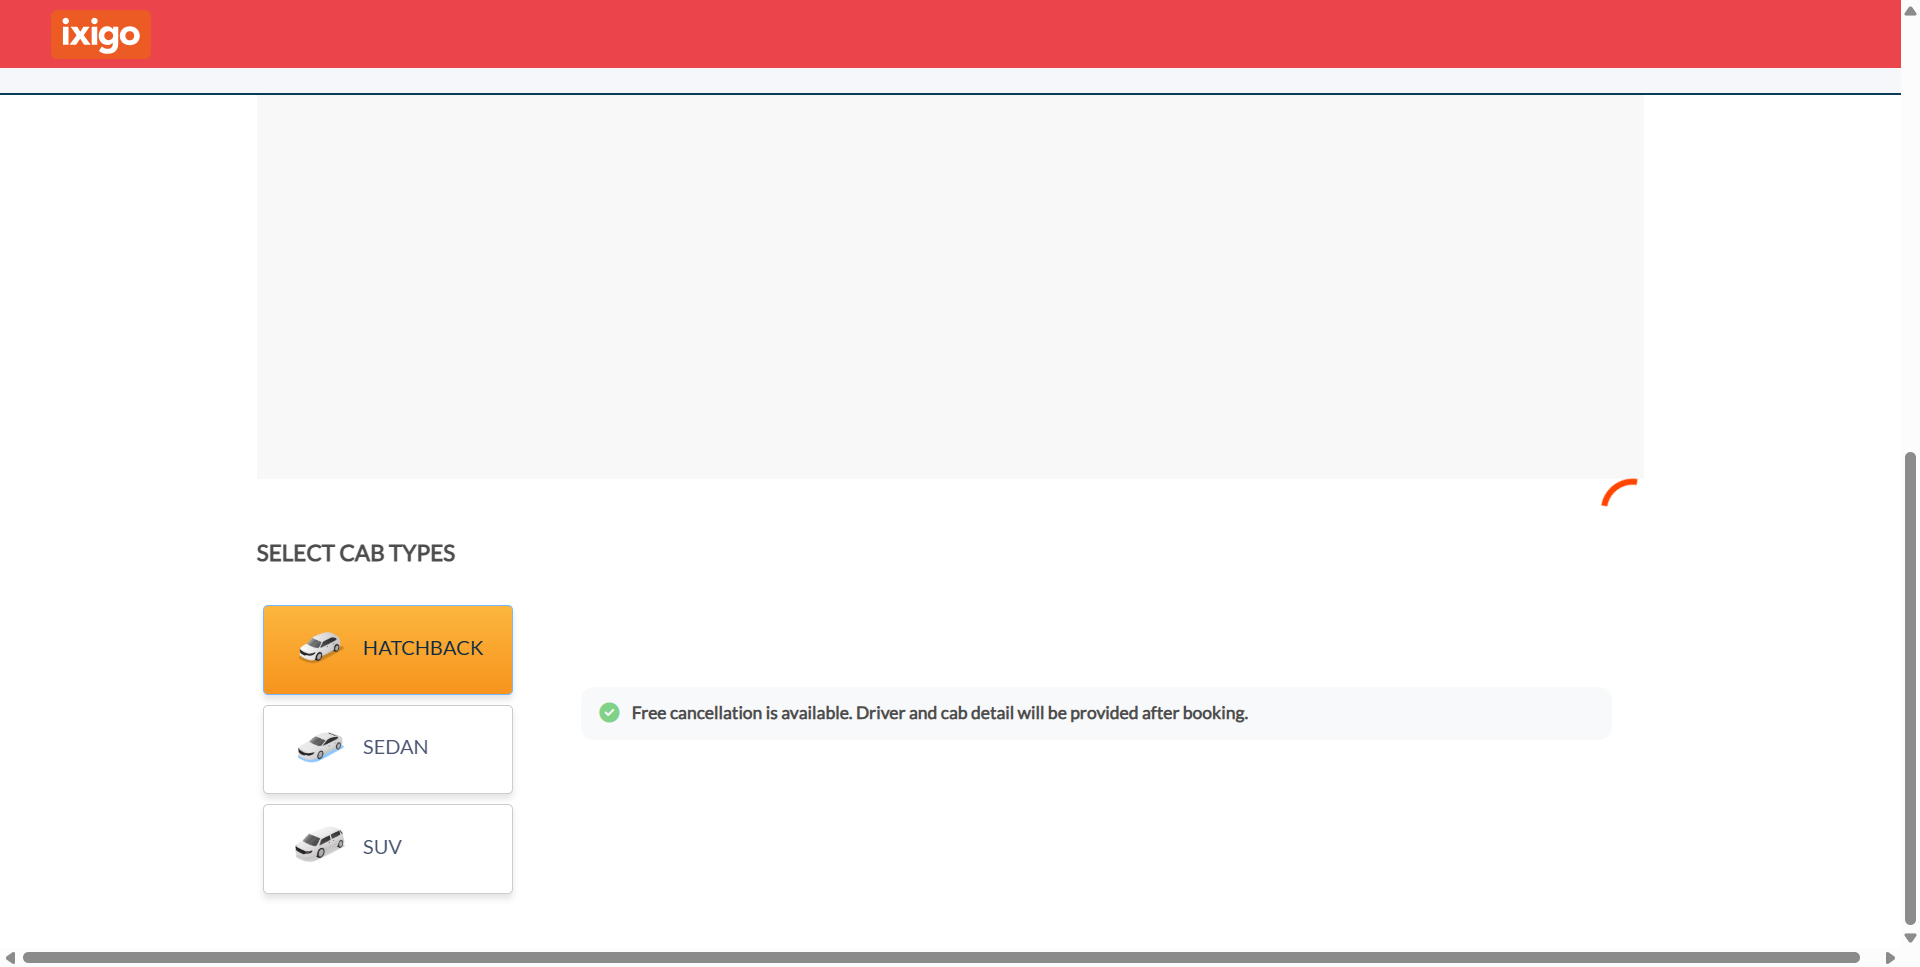 ixigo
SELECT CAB TYPES
HATCHBACK
SEDAN
SUV
Free cancellation is available. Driver and cab detail will be provided after booking.